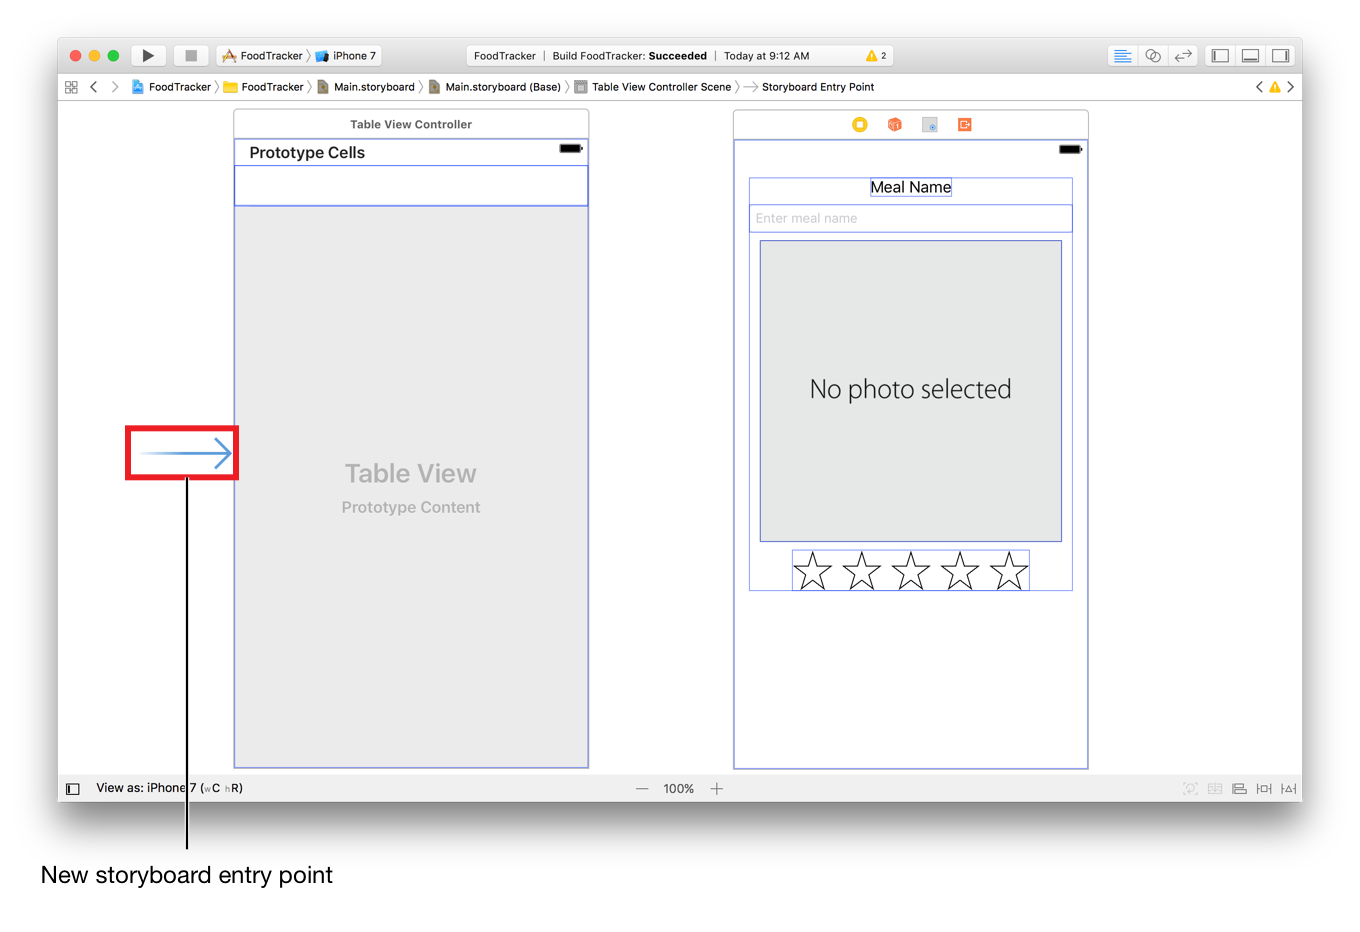 FoodTracker iPhone 7
FoodTracker | Build FoodTracker: Succeeded | Today at 9:12 AM 2
FoodTracker FoodTracker Main.storyboard Main.storyboard (Base) Table View Controller Scene Storyboard Entry Point
Table View Controller
Prototype Cells
Meal Name
Enter meal name
No photo selected
Table View
Prototype Content
View as: iPhone 7 (wC hR) 100%
New storyboard entry point